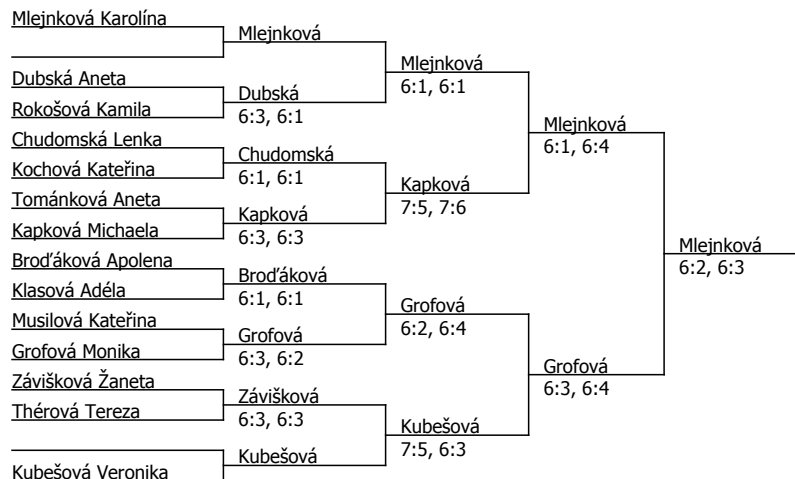 Mlejnková Karolína
Mlejnková
Mlejnková
6:1, 6:1
Dubská Aneta
Dubská
6:3, 6:1
Rokošová Kamila
Mlejnková
6:1, 6:4
Chudomská Lenka
Chudomská
6:1, 6:1
Kochová Kateřina
Kapková
7:5, 7:6
Tománková Aneta
Kapková
6:3, 6:3
Kapková Michaela
Mlejnková
6:2, 6:3
Broďáková Apolena
Broďáková
6:1, 6:1
Klasová Adéla
Grofová
6:2, 6:4
Musilová Kateřina
Grofová
6:3, 6:2
Grofová Monika
Grofová
6:3, 6:4
Závišková Žaneta
Závišková
6:3, 6:3
Thérová Tereza
Kubešová
7:5, 6:3
Kubešová
Kubešová Veronika